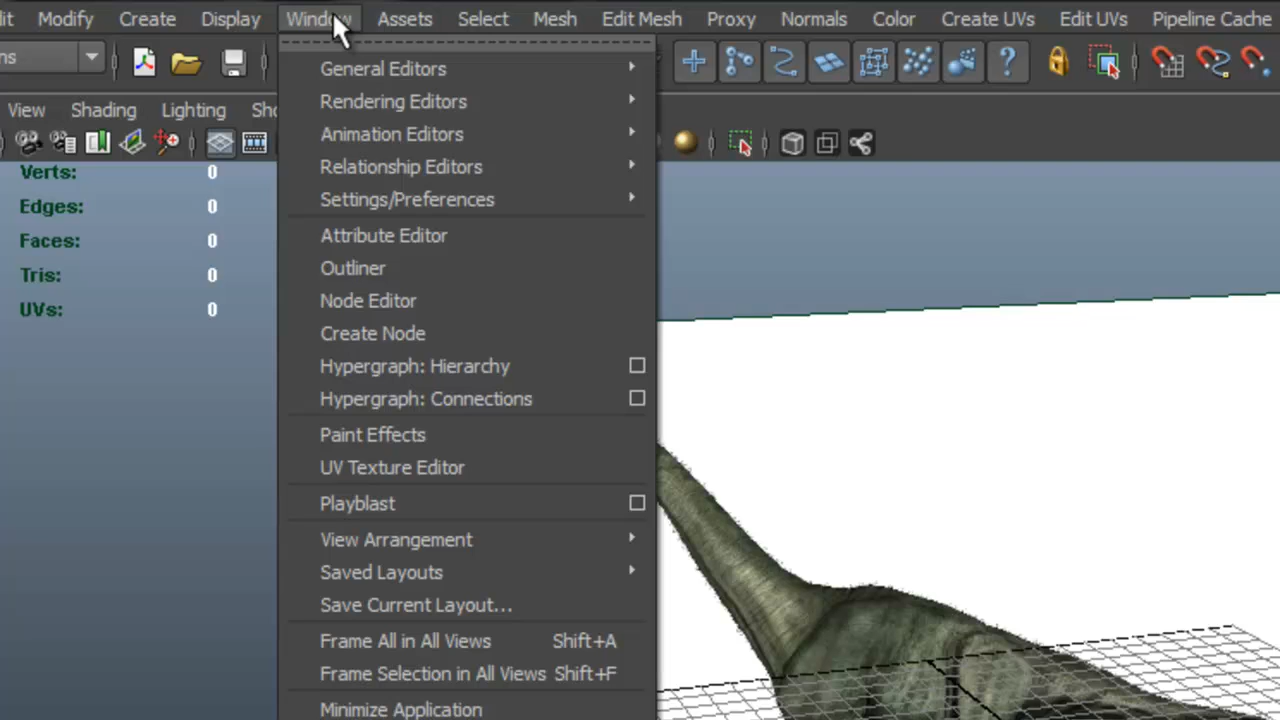 it Modify Create Display Window Assets Select Mesh Edit Mesh Proxy Normals Color Create UVs Edit UVs Pipeline Cache
ns
View Shading Lighting Sho
Verts: 0
Edges: 0
Faces: 0
Tris: 0
UVs: 0
General Editors
Rendering Editors
Animation Editors
Relationship Editors
Settings/Preferences
Attribute Editor
Outliner
Node Editor
Create Node
Hypergraph: Hierarchy
Hypergraph: Connections
Paint Effects
UV Texture Editor
Playblast
View Arrangement
Saved Layouts
Save Current Layout...
Frame All in All Views Shift+A
Frame Selection in All Views Shift+F
Minimize Application